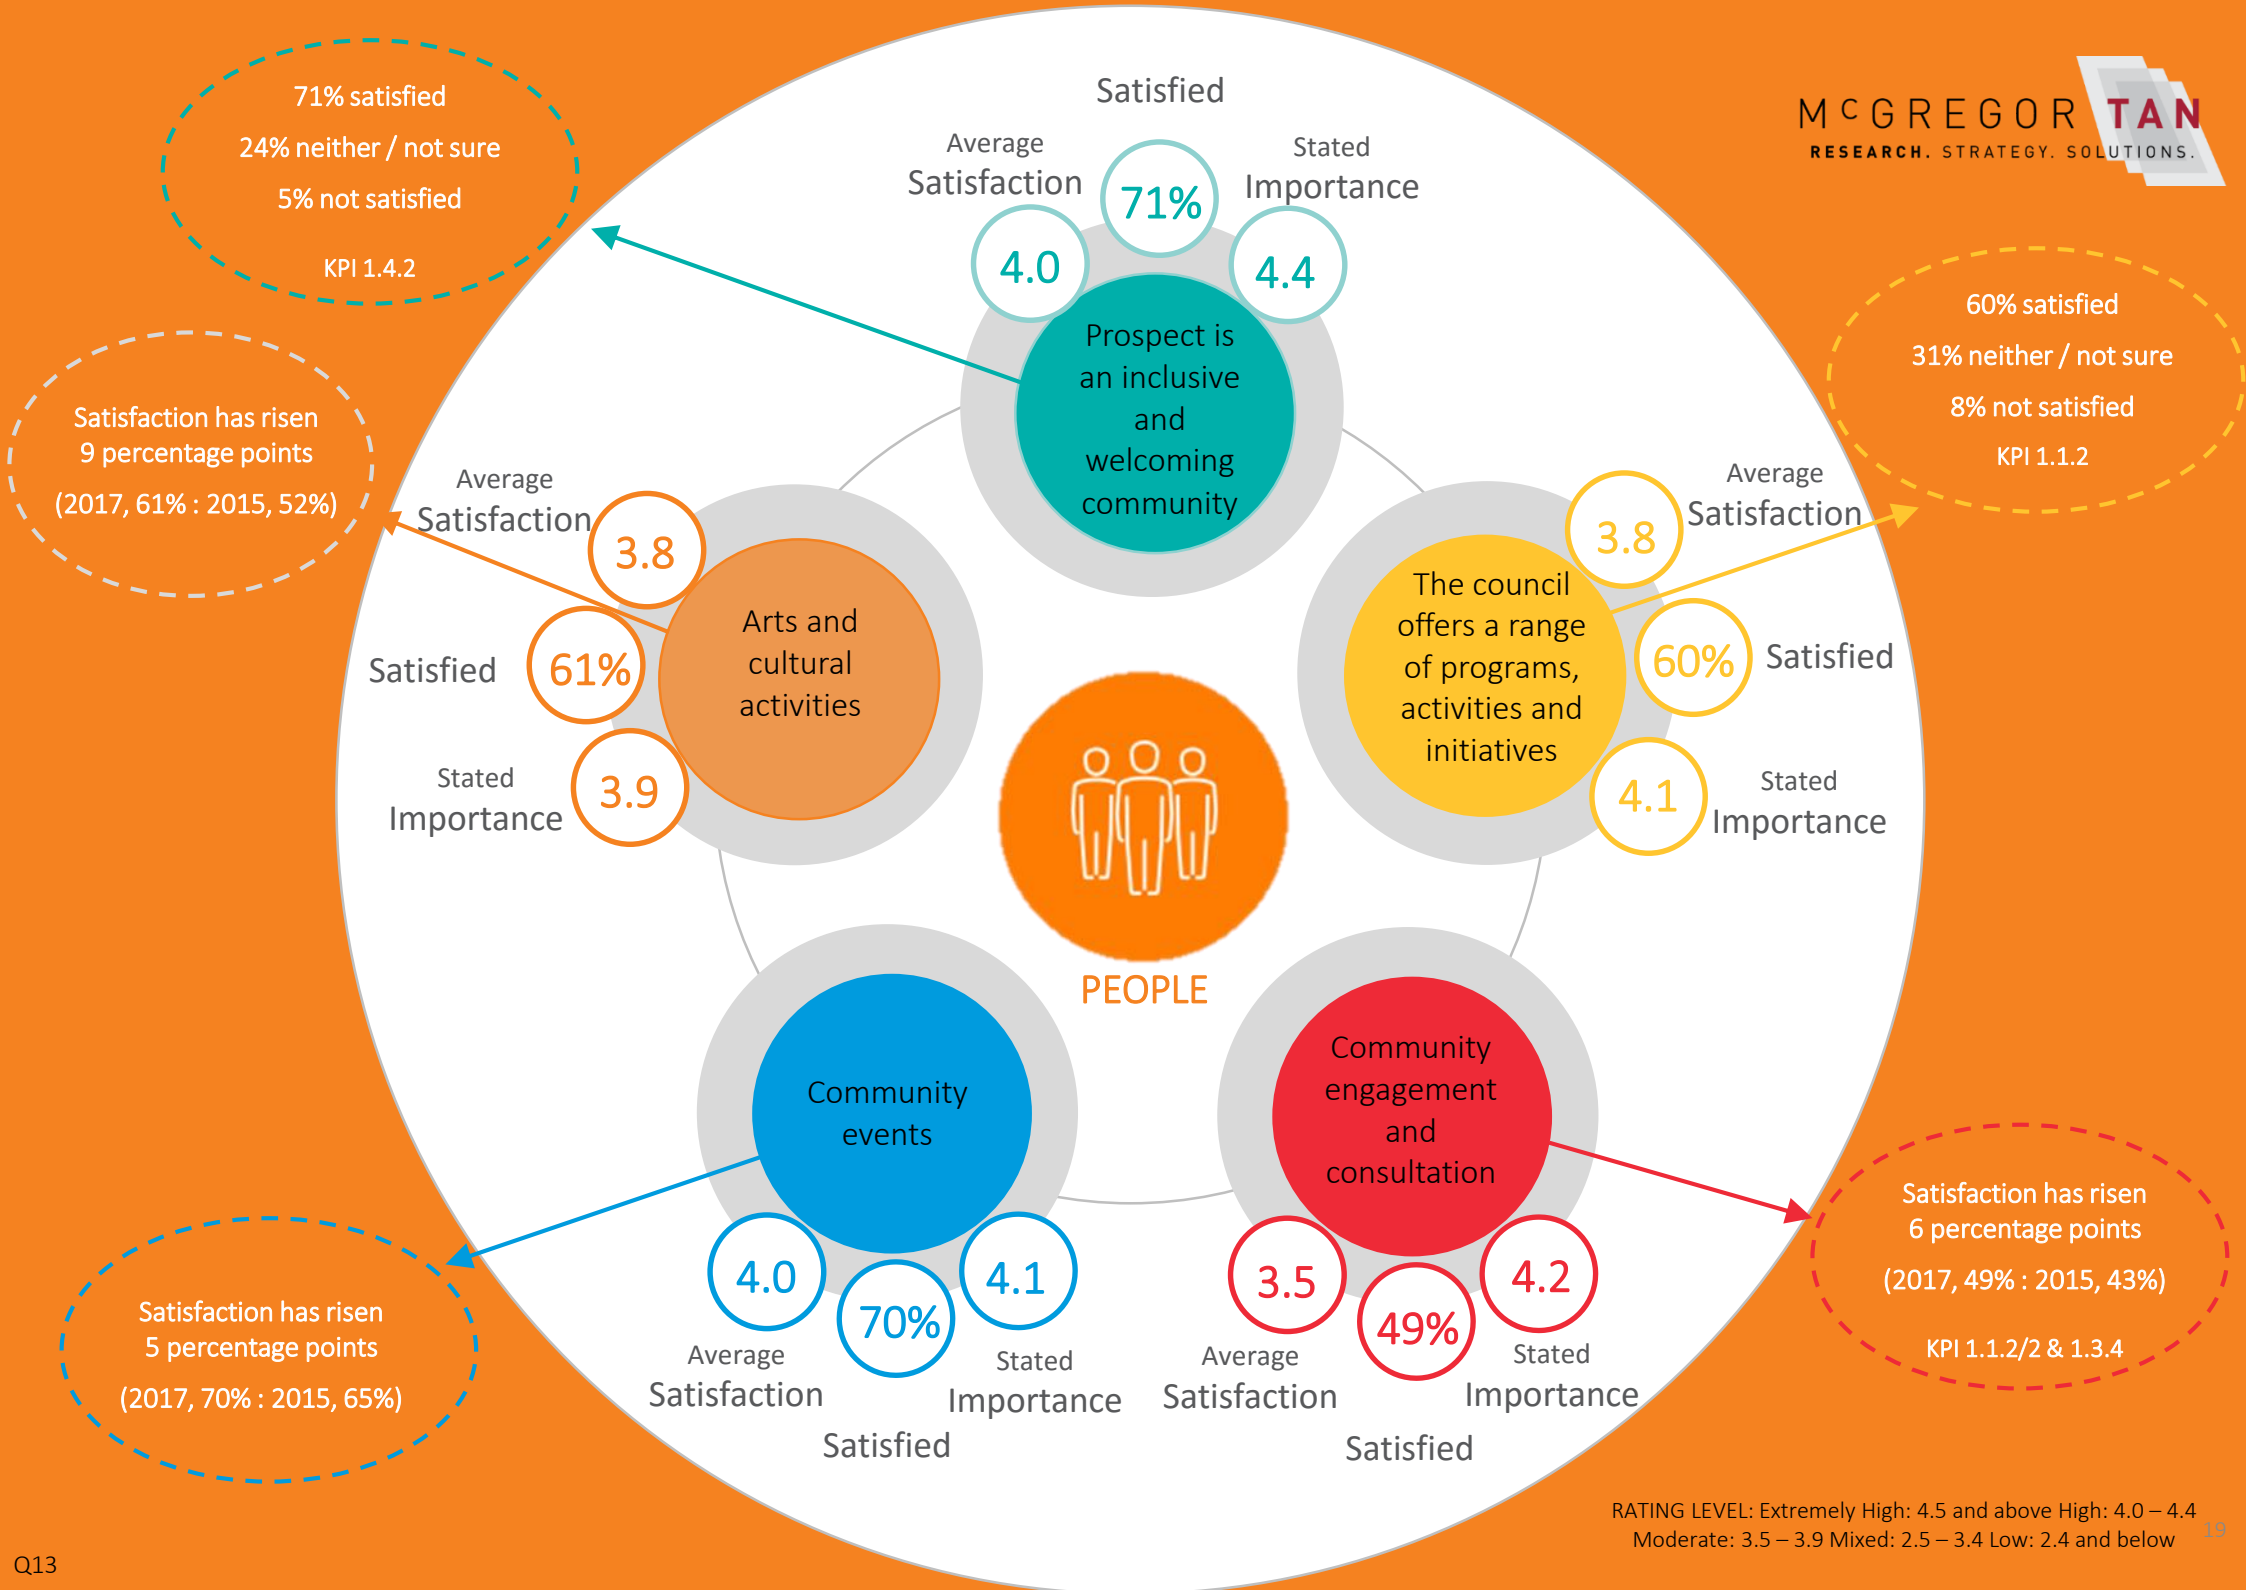 71% satisfied
24% neither / not sure
5% not satisfied
KPI 1.4.2
Satisfied
Average
Satisfaction
71%
Stated
Importance
4.0
4.4
Prospect is
an inclusive
and
welcoming
community
MCGREGOR TAN
RESEARCH. STRATEGY. SOLUTIONS.
60% satisfied
31% neither / not sure
8% not satisfied
KPI 1.1.2
Satisfaction has risen
9 percentage points
(2017, 61% : 2015, 52%)
Average
Satisfaction
3.8
Satisfied
61%
Stated
Importance
3.9
Arts and
cultural
activities
The council
offers a range
of programs,
activities and
initiatives
3.8
Average
Satisfaction
60%
Satisfied
4.1
Stated
Importance
PEOPLE
Community
events
4.0
70%
4.1
Average
Satisfaction
Satisfied
Stated
Importance
Satisfaction has risen
5 percentage points
(2017, 70% : 2015, 65%)
Community
engagement
and
consultation
3.5
49%
4.2
Average
Satisfaction
Satisfied
Stated
Importance
Satisfaction has risen
6 percentage points
(2017, 49% : 2015, 43%)
KPI 1.1.2/2 & 1.3.4
RATING LEVEL: Extremely High: 4.5 and above High: 4.0 – 4.4
Moderate: 3.5 – 3.9 Mixed: 2.5 – 3.4 Low: 2.4 and below
19
Q13